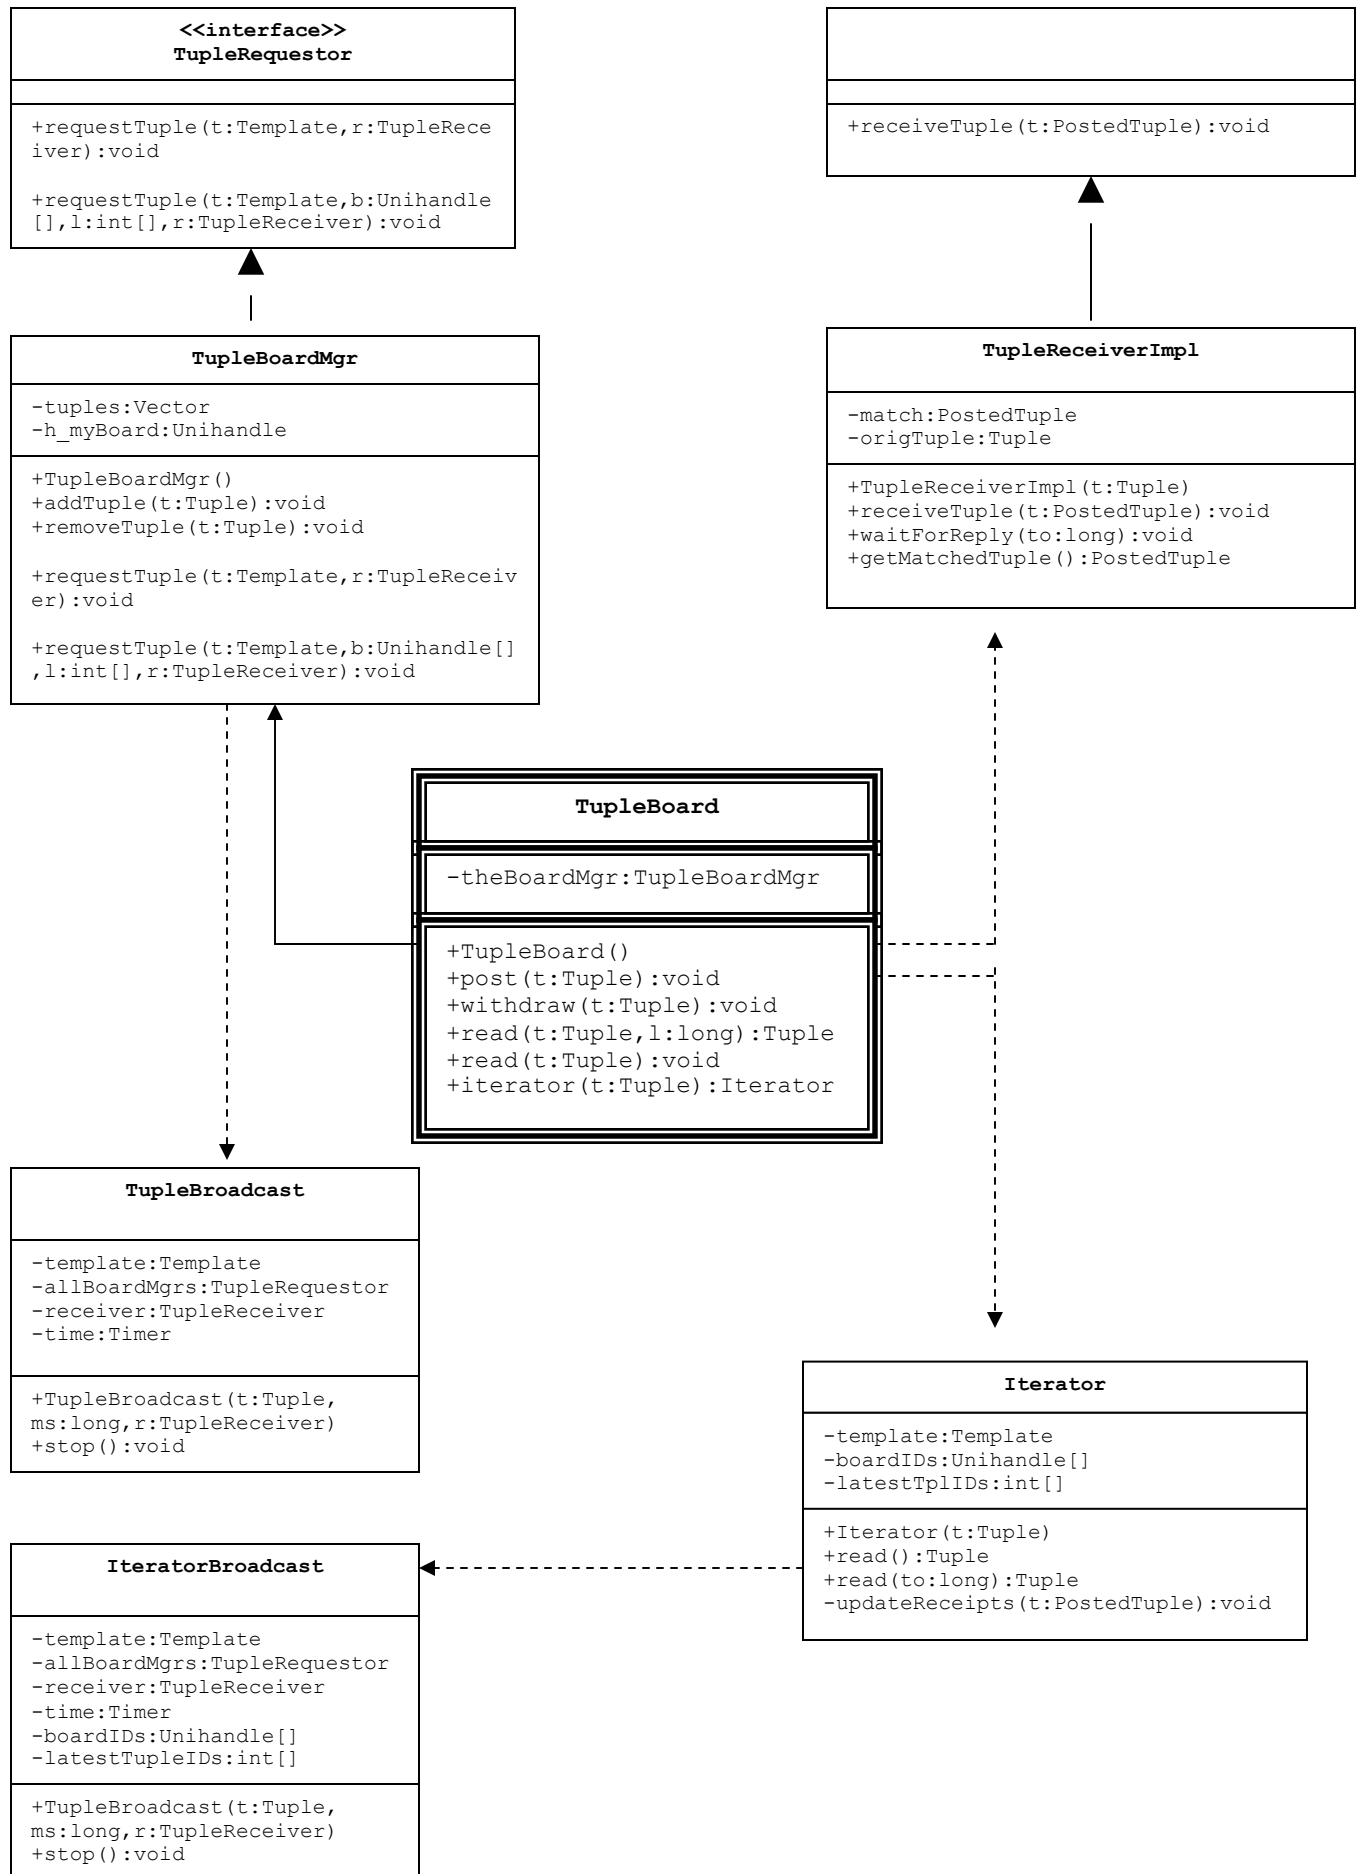 <<interface>>
TupleRequestor
+requestTuple(t:Template,r:TupleRece
iver):void
+requestTuple(t:Template,b:Unihandle
[],l:int[],r:TupleReceiver):void
+receiveTuple(t:PostedTuple):void
TupleBoardMgr
-tuples:Vector
-h_myBoard:Unihandle
+TupleBoardMgr()
+addTuple(t:Tuple):void
+removeTuple(t:Tuple):void
+requestTuple(t:Template,r:TupleReceiv
er):void
+requestTuple(t:Template,b:Unihandle[]
,l:int[],r:TupleReceiver):void
TupleReceiverImpl
-match:PostedTuple
-origTuple:Tuple
+TupleReceiverImpl(t:Tuple)
+receiveTuple(t:PostedTuple):void
+waitForReply(to:long):void
+getMatchedTuple():PostedTuple
TupleBoard
-theBoardMgr:TupleBoardMgr
+TupleBoard()
+post(t:Tuple):void
+withdraw(t:Tuple):void
+read(t:Tuple,l:long):Tuple
+read(t:Tuple):void
+iterator(t:Tuple):Iterator
TupleBroadcast
-template:Template
-allBoardMgrs:TupleRequestor
-receiver:TupleReceiver
-time:Timer
+TupleBroadcast(t:Tuple,
ms:long,r:TupleReceiver)
+stop():void
Iterator
-template:Template
-boardIDs:Unihandle[]
-latestTplIDs:int[]
+Iterator(t:Tuple)
+read():Tuple
+read(to:long):Tuple
-updateReceipts(t:PostedTuple):void
IteratorBroadcast
-template:Template
-allBoardMgrs:TupleRequestor
-receiver:TupleReceiver
-time:Timer
-boardIDs:Unihandle[]
-latestTupleIDs:int[]
+TupleBroadcast(t:Tuple,
ms:long,r:TupleReceiver)
+stop():void